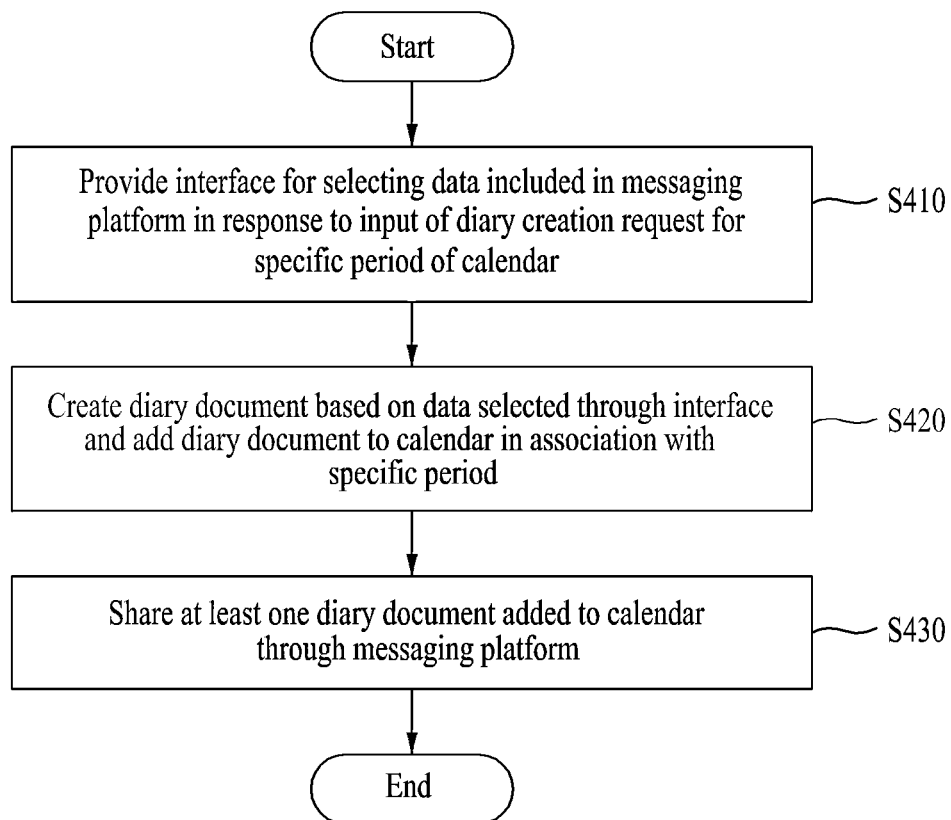 Start
Provide interface for selecting data included in messaging
platform in response to input of diary creation request for
specific period of calendar
S410
Create diary document based on data selected through interface
and add diary document to calendar in association with
specific period
S420
Share at least one diary document added to calendar
through messaging platform
S430
End